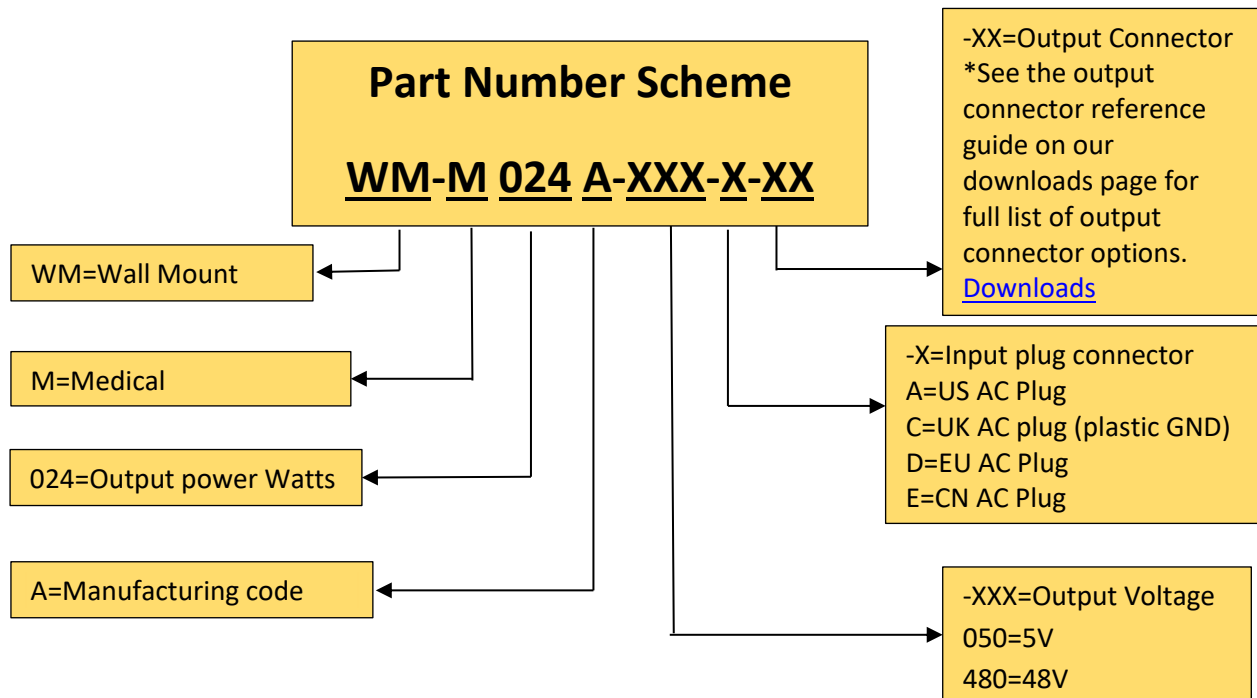 Part Number Scheme
WM-M 024 A-XXX-X-XX
WM=Wall Mount
M=Medical
024=Output power Watts
A=Manufacturing code
-XX=Output Connector
*See the output
connector reference
guide on our
downloads page for
full list of output
connector options.
Downloads
-X=Input plug connector
A=US AC Plug
C=UK AC plug (plastic GND)
D=EU AC Plug
E=CN AC Plug
-XXX=Output Voltage
050=5V
480=48V